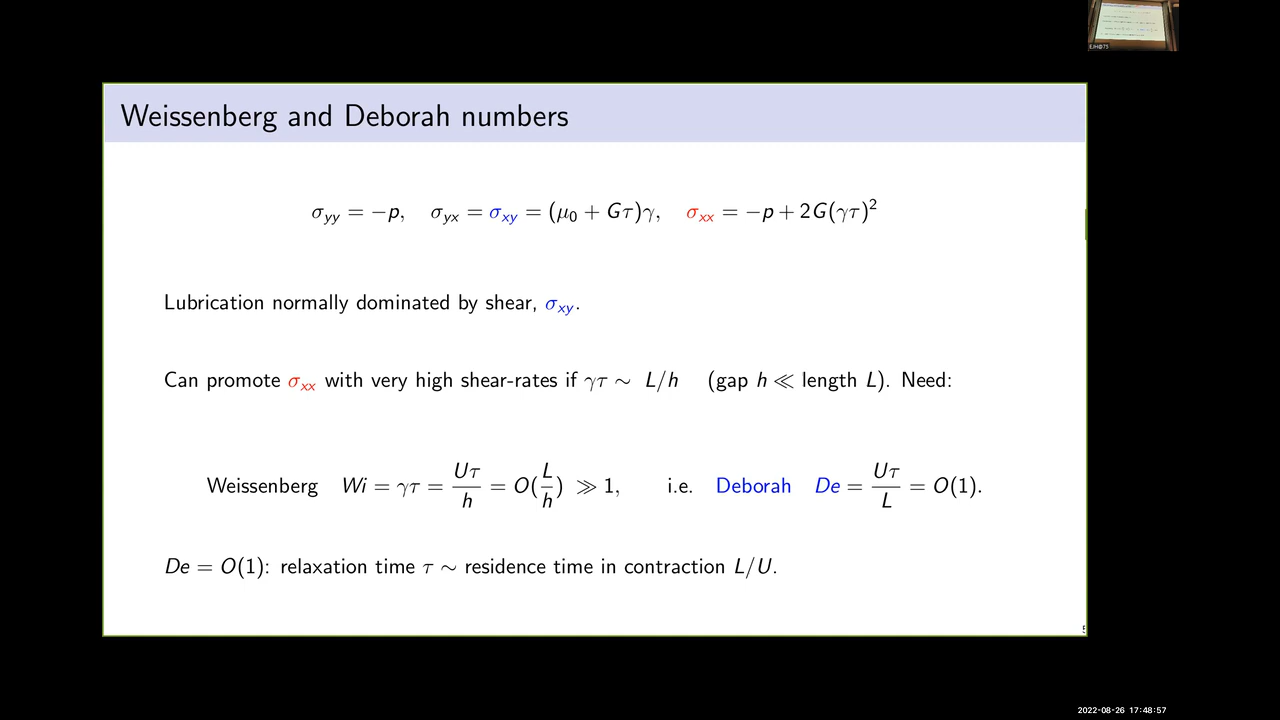 EJH@75
Weissenberg and Deborah numbers
σ_yy = −p, σ_yx = σ_xy = (μ_0 + Gτ)γ, σ_xx = −p + 2G(γτ)^2
Lubrication normally dominated by shear, σ_xy.
Can promote σ_xx with very high shear-rates if γτ ∼ L/h (gap h ≪ length L). Need:
Weissenberg Wi = γτ = Uτ/h = O(L/h) ≫ 1, i.e. Deborah De = Uτ/L = O(1).
De = O(1): relaxation time τ ∼ residence time in contraction L/U.
2022-08-26 17:48:57